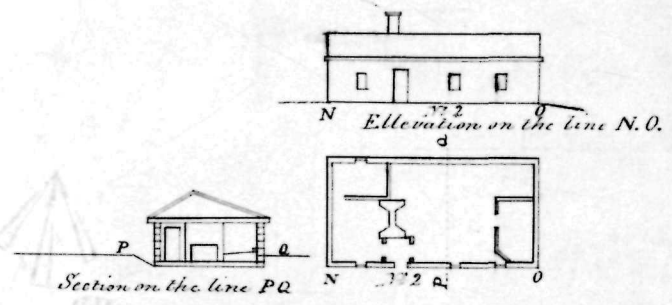 N No 2 O
Ellevation on the line N.O.
Q
P Q
Section on the line PQ
N No 2 P O